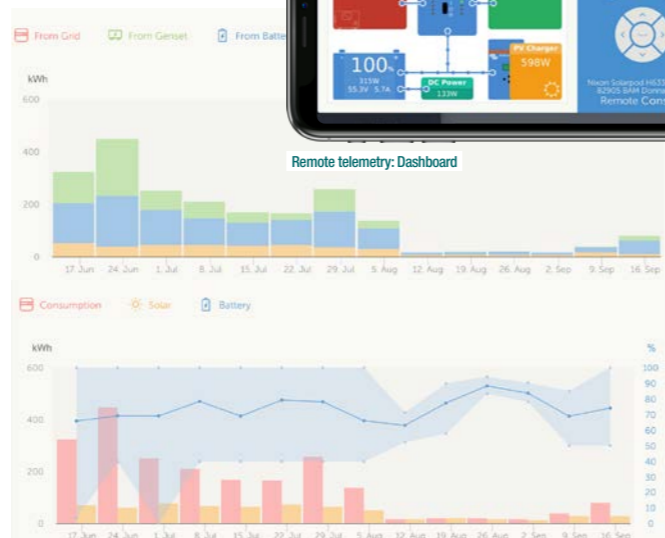 From Grid From Genset From Batte
PV Charger
598W
100%
315W
55.3V 5.7A
DC Power
133W
Remote Cons
kWh
600
400
200
0
Remote telemetry: Dashboard
17. Jun 24. Jun 1. Jul 8. Jul 15. Jul 22. Jul 29. Jul 5. Aug 12. Aug 19. Aug 26. Aug 2. Sep 9. Sep 16. Sep
Consumption Solar Battery
kWh %
600 100
90
80
70
400
60
50
200 40
30
20
10
0 0
17. Jun 24. Jun 1. Jul 8. Jul 15. Jul 22. Jul 29. Jul 5. Aug 12. Aug 19. Aug 26. Aug 2. Sep 9. Sep 16. Sep